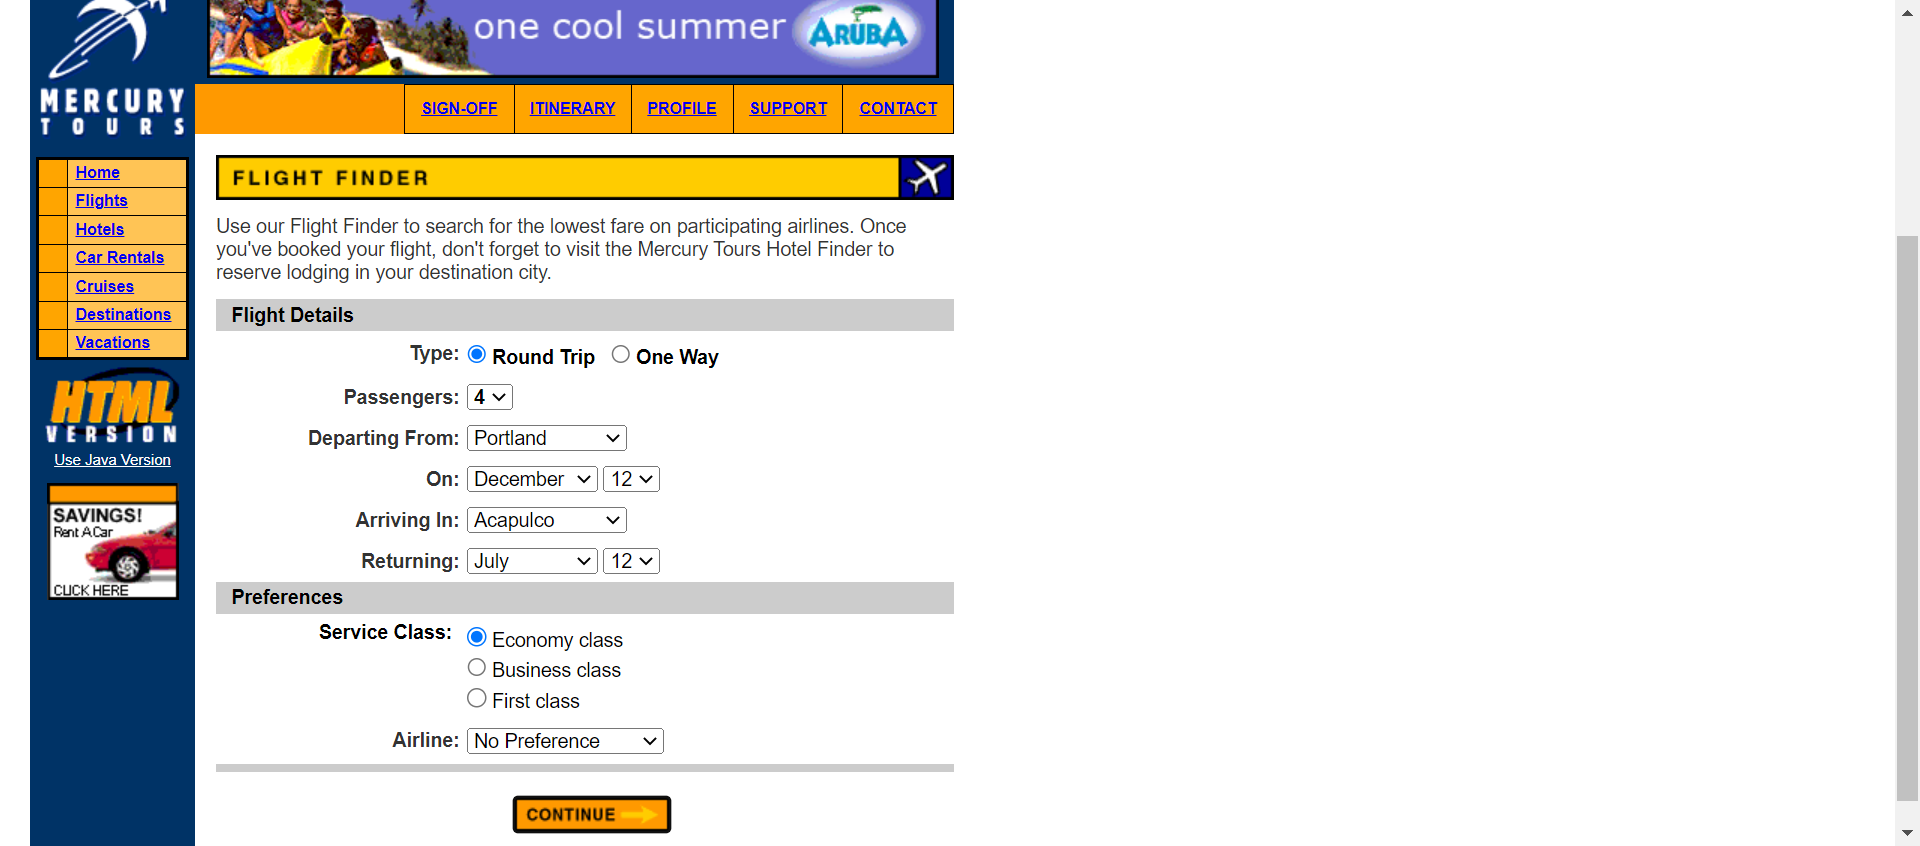 one cool summer ARUBA
MERCURY
TOURS
SIGN-OFF ITINERARY PROFILE SUPPORT CONTACT
Home
Flights
Hotels
Car Rentals
Cruises
Destinations
Vacations
HTML
VERSION
Use Java Version
SAVINGS!
Rent A Car
CLICK HERE
FLIGHT FINDER
Use our Flight Finder to search for the lowest fare on participating airlines. Once
you've booked your flight, don't forget to visit the Mercury Tours Hotel Finder to
reserve lodging in your destination city.
Flight Details
Type: Round Trip One Way
Passengers: 4
Departing From: Portland
On: December 12
Arriving In: Acapulco
Returning: July 12
Preferences
Service Class: Economy class
Business class
First class
Airline: No Preference
CONTINUE